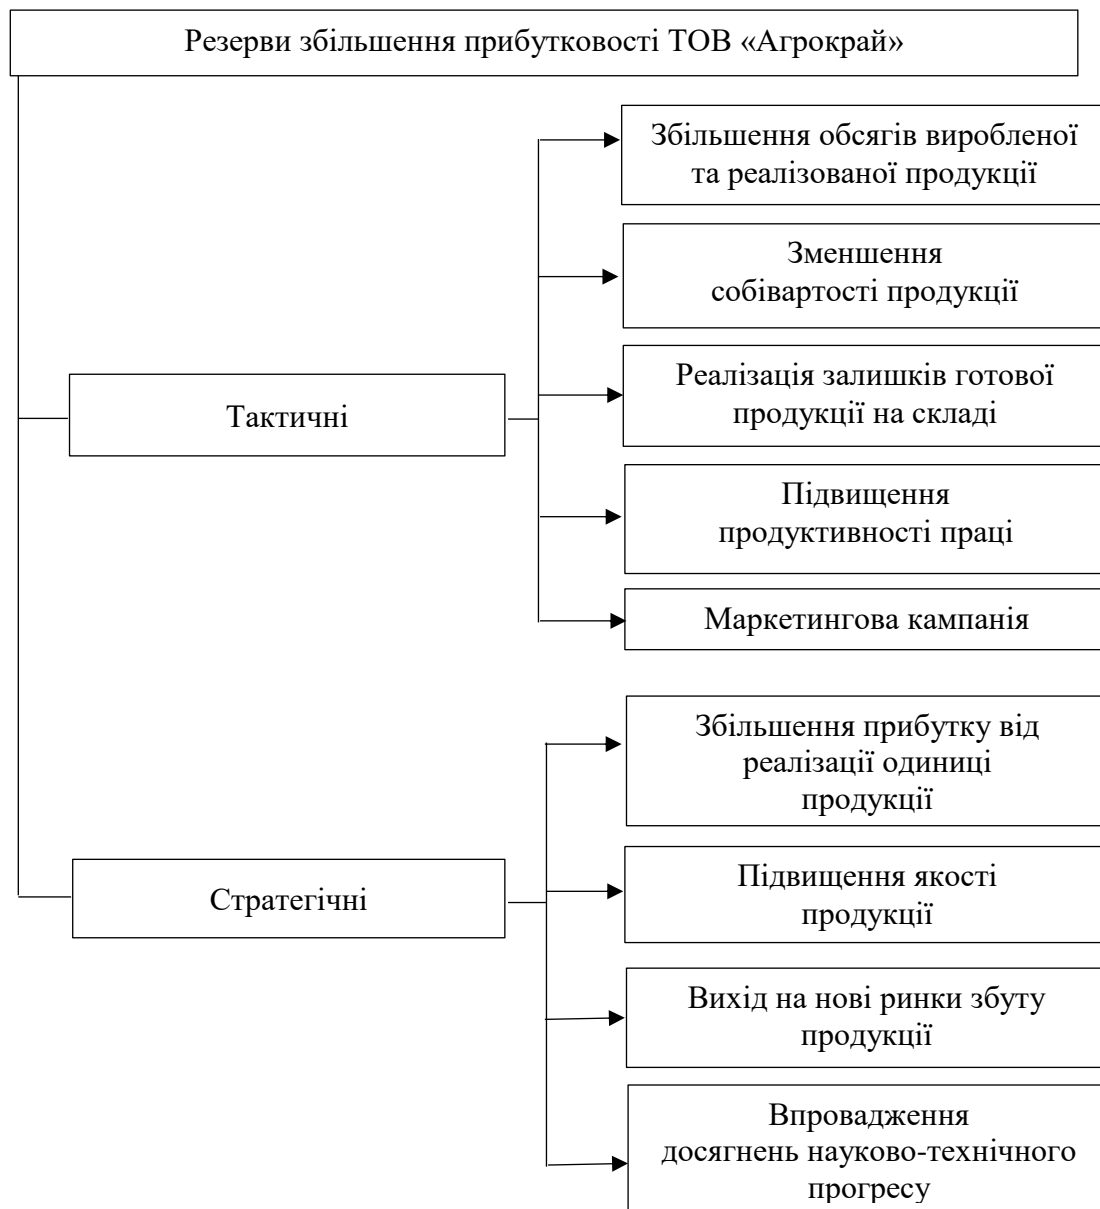 Резерви збільшення прибутковості ТОВ «Агрокрай»
Тактичні
Збільшення обсягів виробленої
та реалізованої продукції
Зменшення
собівартості продукції
Реалізація залишків готової
продукції на складі
Підвищення
продуктивності праці
Маркетингова кампанія
Стратегічні
Збільшення прибутку від
реалізації одиниці
продукції
Підвищення якості
продукції
Вихід на нові ринки збуту
продукції
Впровадження
досягнень науково-технічного
прогресу